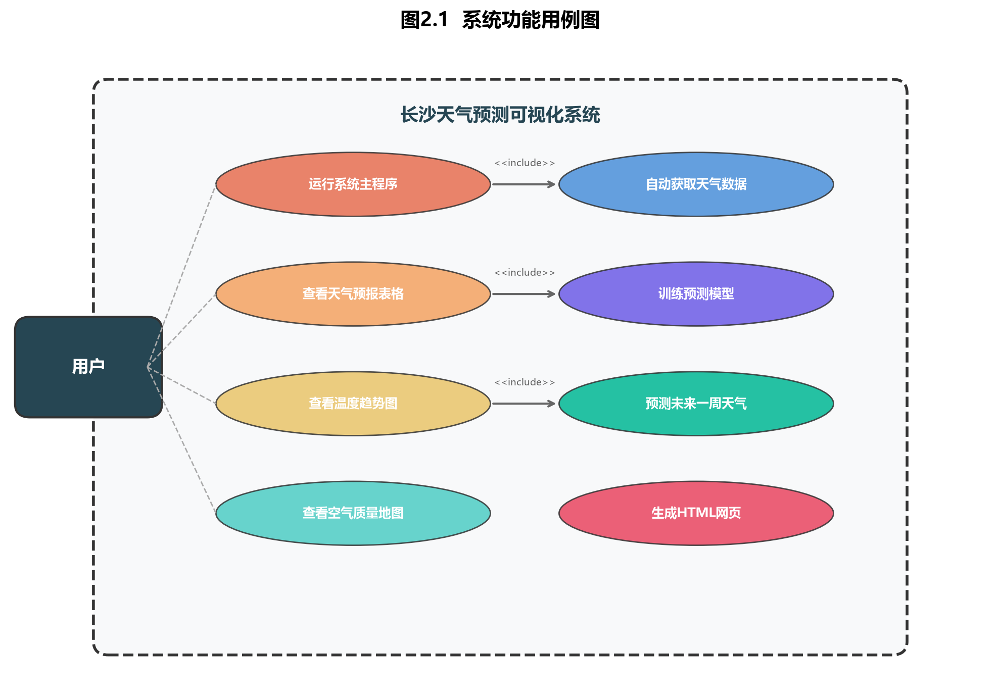 图2.1 系统功能用例图
长沙天气预测可视化系统
运行系统主程序
<<include>>
自动获取天气数据
查看天气预报表格
<<include>>
训练预测模型
用户
查看温度趋势图
<<include>>
预测未来一周天气
查看空气质量地图
生成HTML网页